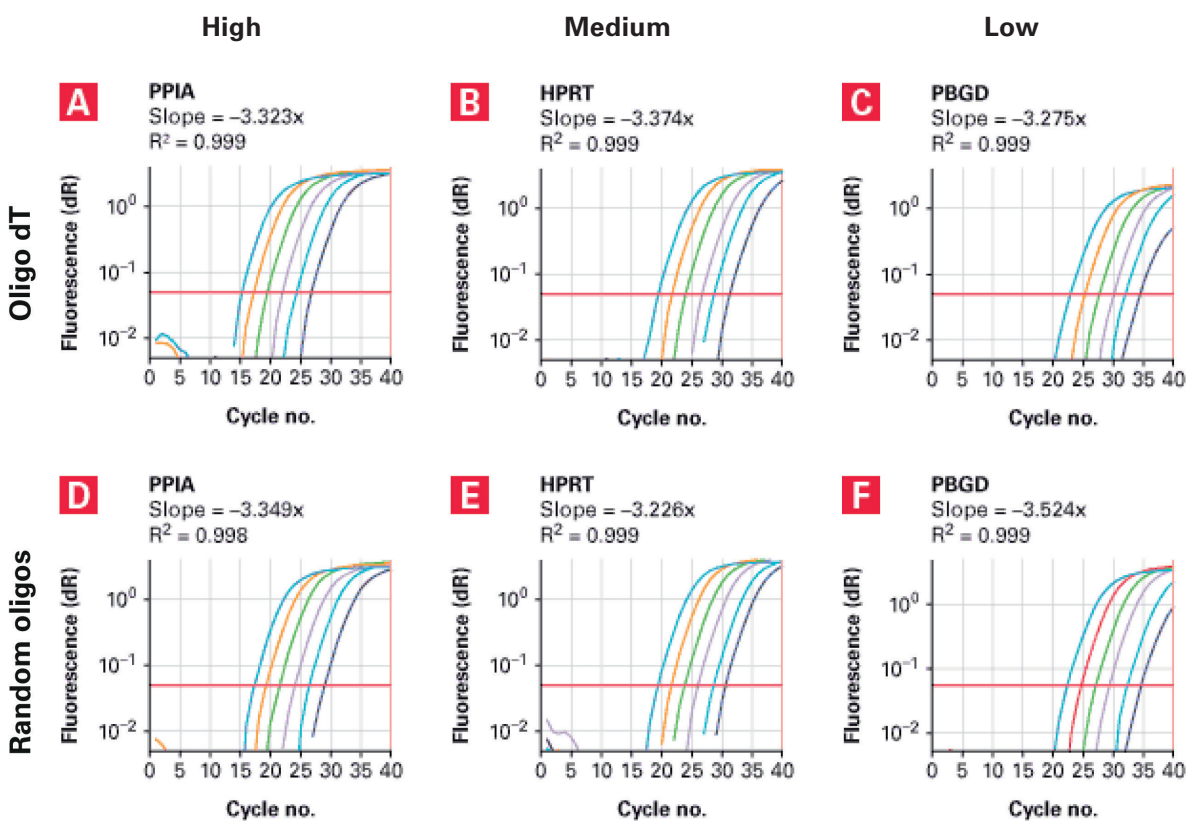 High Medium Low
Oligo dT
A
PPIA
Slope = –3.323x
R² = 0.999
Fluorescence (dR)
10⁰
10⁻¹
10⁻²
0 5 10 15 20 25 30 35 40
Cycle no.
B
HPRT
Slope = –3.374x
R² = 0.999
Fluorescence (dR)
10⁰
10⁻¹
10⁻²
0 5 10 15 20 25 30 35 40
Cycle no.
C
PBGD
Slope = –3.275x
R² = 0.999
Fluorescence (dR)
10⁰
10⁻¹
10⁻²
0 5 10 15 20 25 30 35 40
Cycle no.
Random oligos
D
PPIA
Slope = –3.349x
R² = 0.998
Fluorescence (dR)
10⁰
10⁻¹
10⁻²
0 5 10 15 20 25 30 35 40
Cycle no.
E
HPRT
Slope = –3.226x
R² = 0.999
Fluorescence (dR)
10⁰
10⁻¹
10⁻²
0 5 10 15 20 25 30 35 40
Cycle no.
F
PBGD
Slope = –3.524x
R² = 0.999
Fluorescence (dR)
10⁰
10⁻¹
10⁻²
0 5 10 15 20 25 30 35 40
Cycle no.